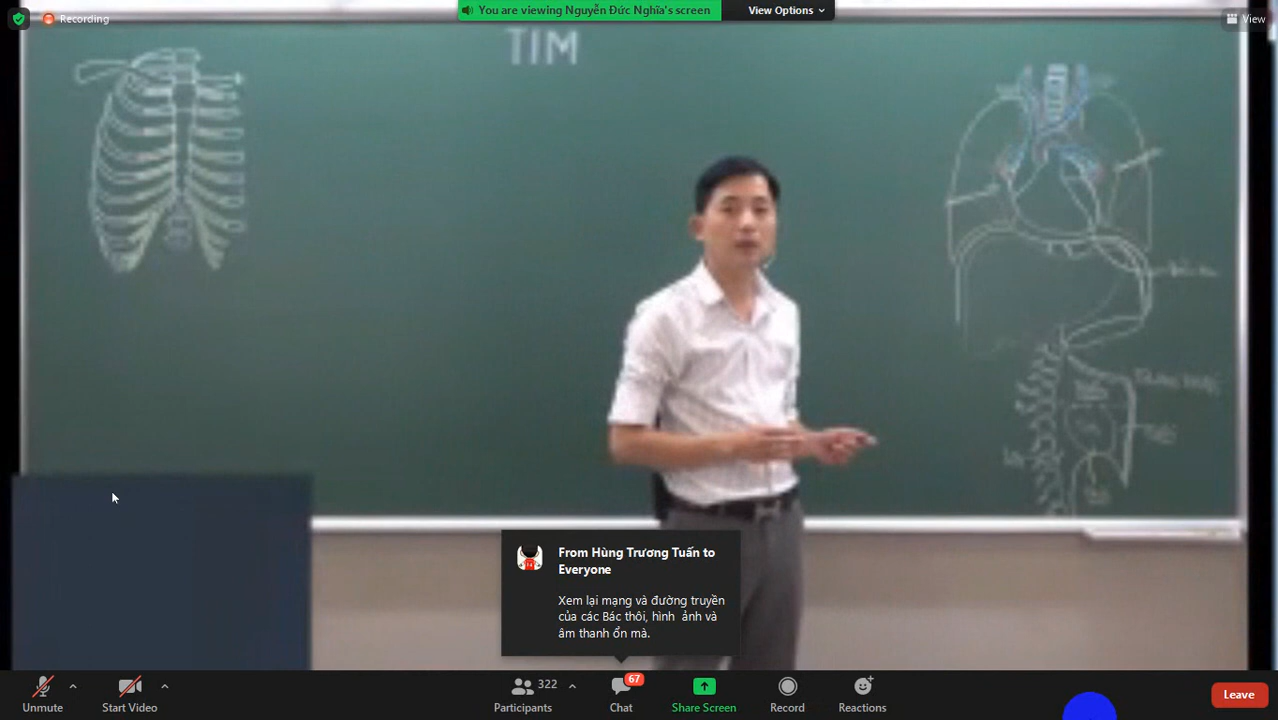 Recording
You are viewing Nguyễn Đức Nghĩa's screen
View Options
View
TIM
From Hùng Trương Tuấn to
Everyone
Xem lại mạng và đường truyền
của các Bác thôi, hình ảnh và
âm thanh ổn mà.
Unmute
Start Video
322
Participants
67
Chat
Share Screen
Record
Reactions
Leave